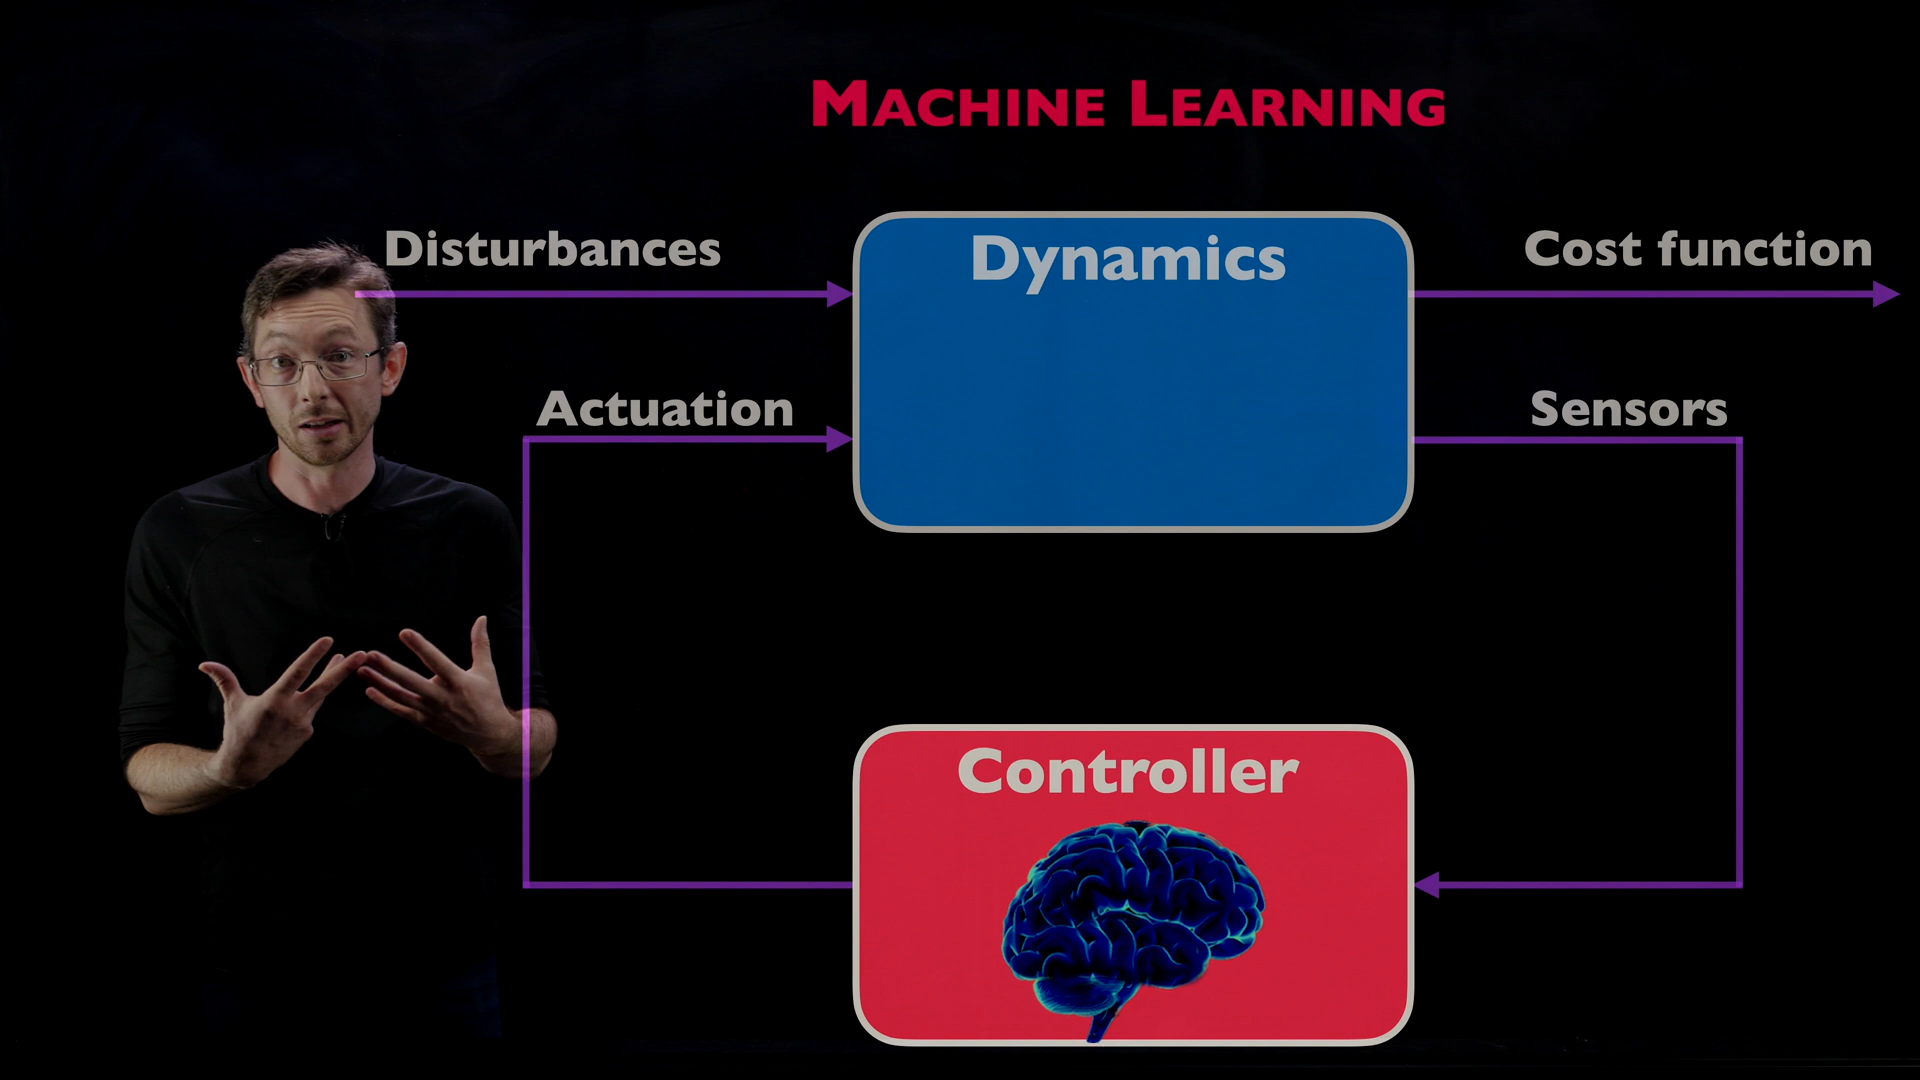 MACHINE LEARNING
Disturbances
Dynamics
Cost function
Actuation
Sensors
Controller